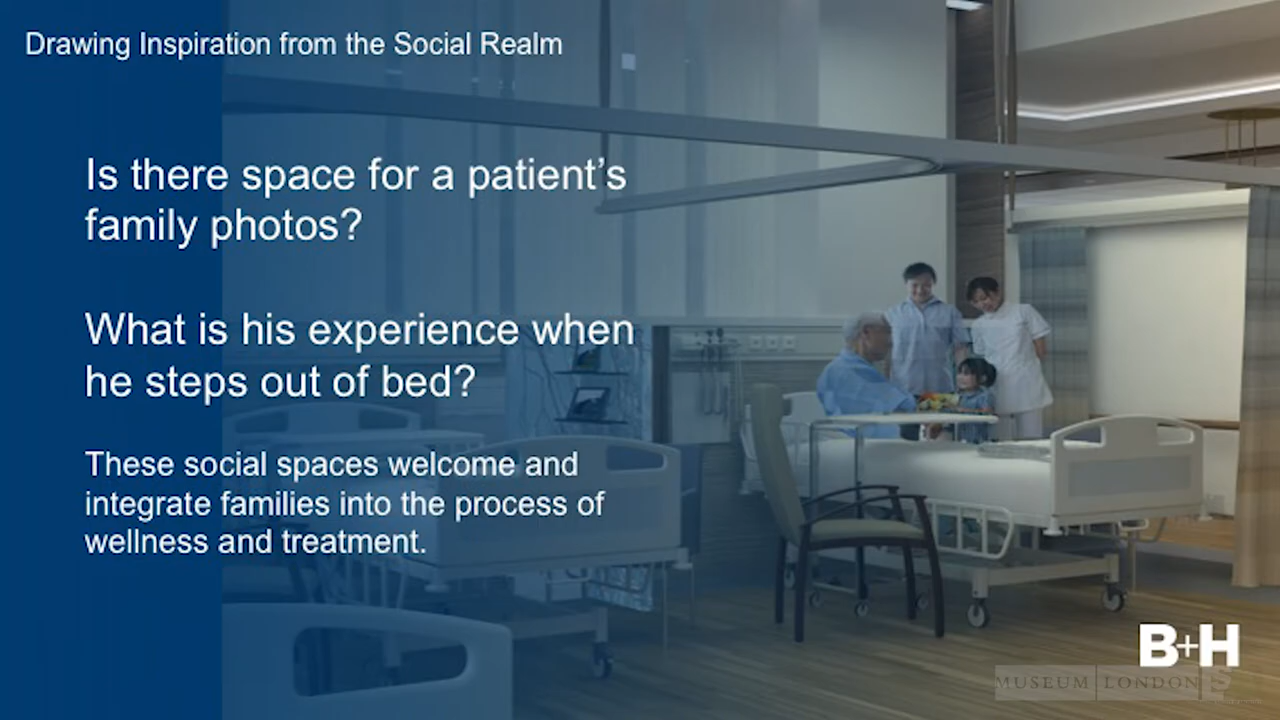 Drawing Inspiration from the Social Realm
Is there space for a patient's
family photos?
What is his experience when
he steps out of bed?
These social spaces welcome and
integrate families into the process of
wellness and treatment.
B+H
MUSEUM LONDON